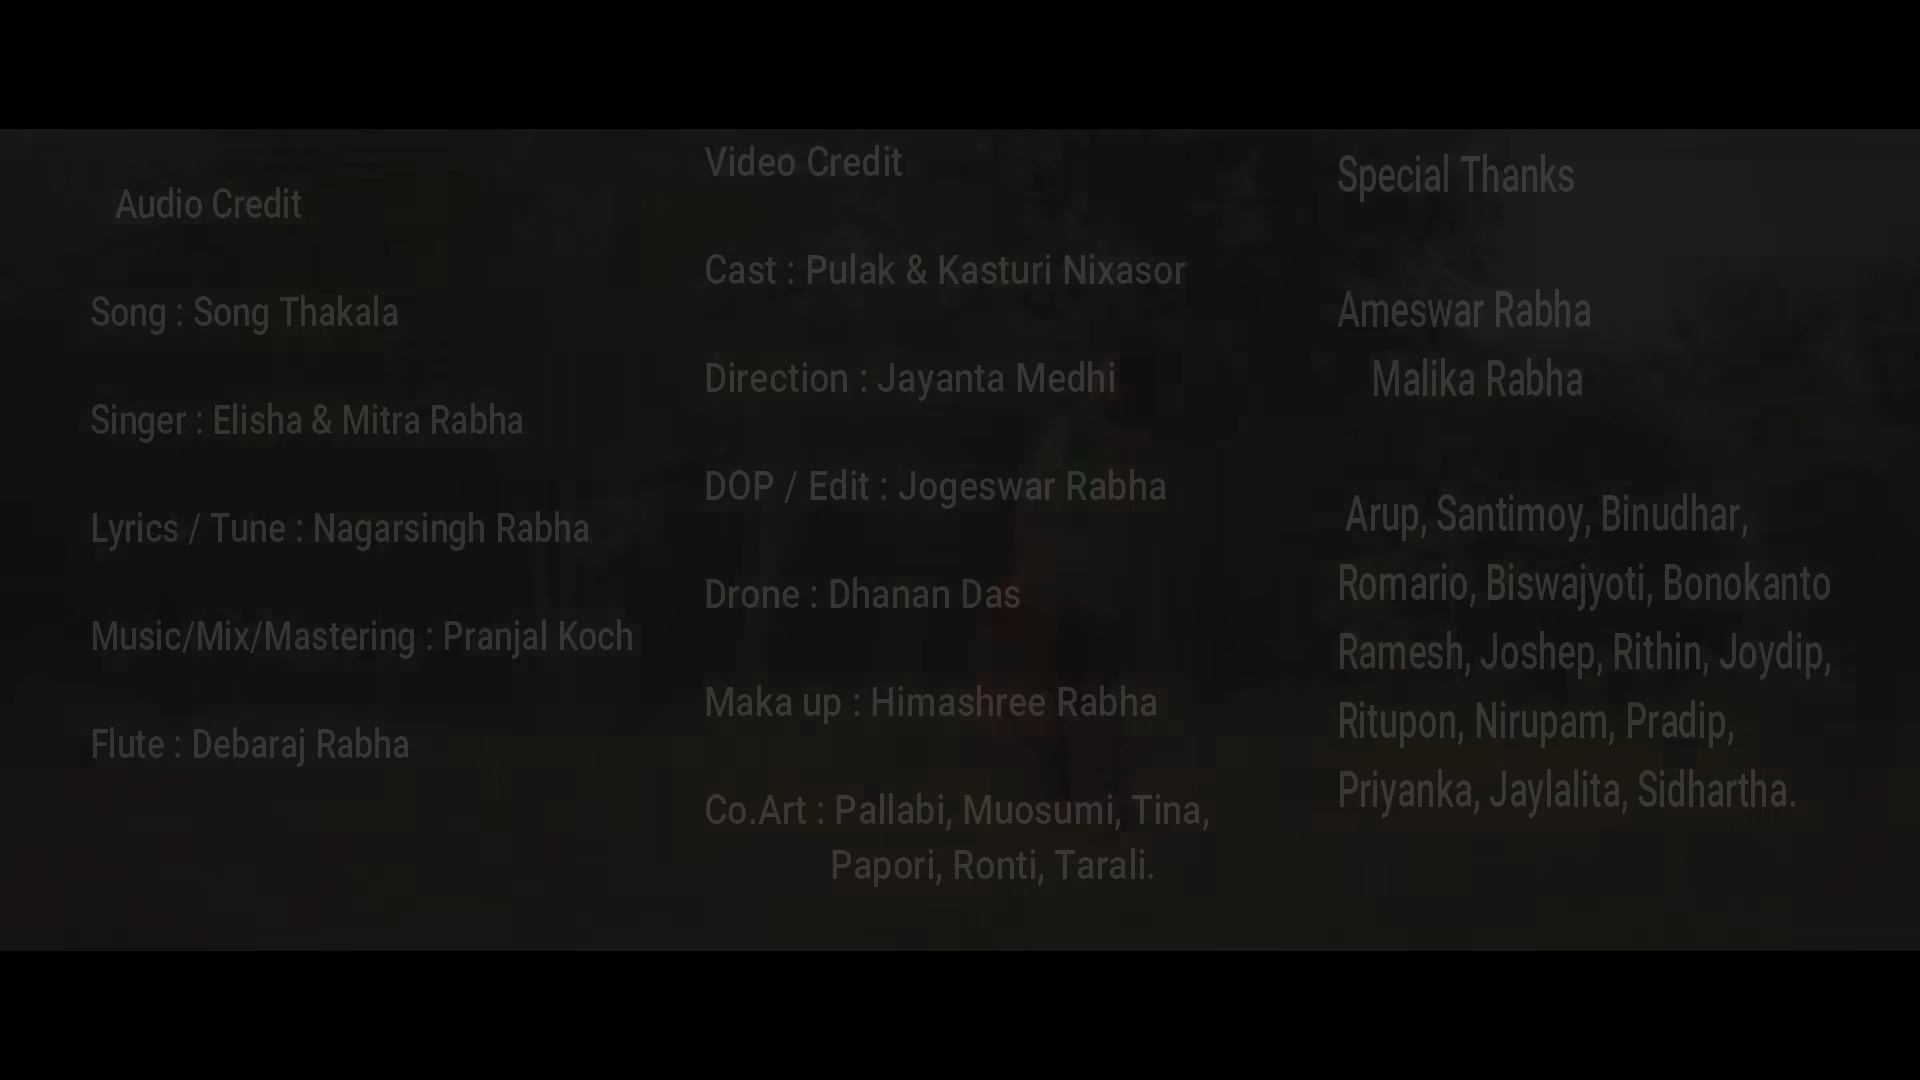 Audio Credit
Song : Song Thakala
Singer : Elisha & Mitra Rabha
Lyrics / Tune : Nagarsingh Rabha
Music/Mix/Mastering : Pranjal Koch
Flute : Debaraj Rabha
Video Credit
Cast : Pulak & Kasturi Nixasor
Direction : Jayanta Medhi
DOP / Edit : Jogeswar Rabha
Drone : Dhanan Das
Maka up : Himashree Rabha
Co.Art : Pallabi, Muosumi, Tina,
Papori, Ronti, Tarali.
Special Thanks
Ameswar Rabha
Malika Rabha
Arup, Santimoy, Binudhar,
Romario, Biswajyoti, Bonokanto
Ramesh, Joshep, Rithin, Joydip,
Ritupon, Nirupam, Pradip,
Priyanka, Jaylalita, Sidhartha.